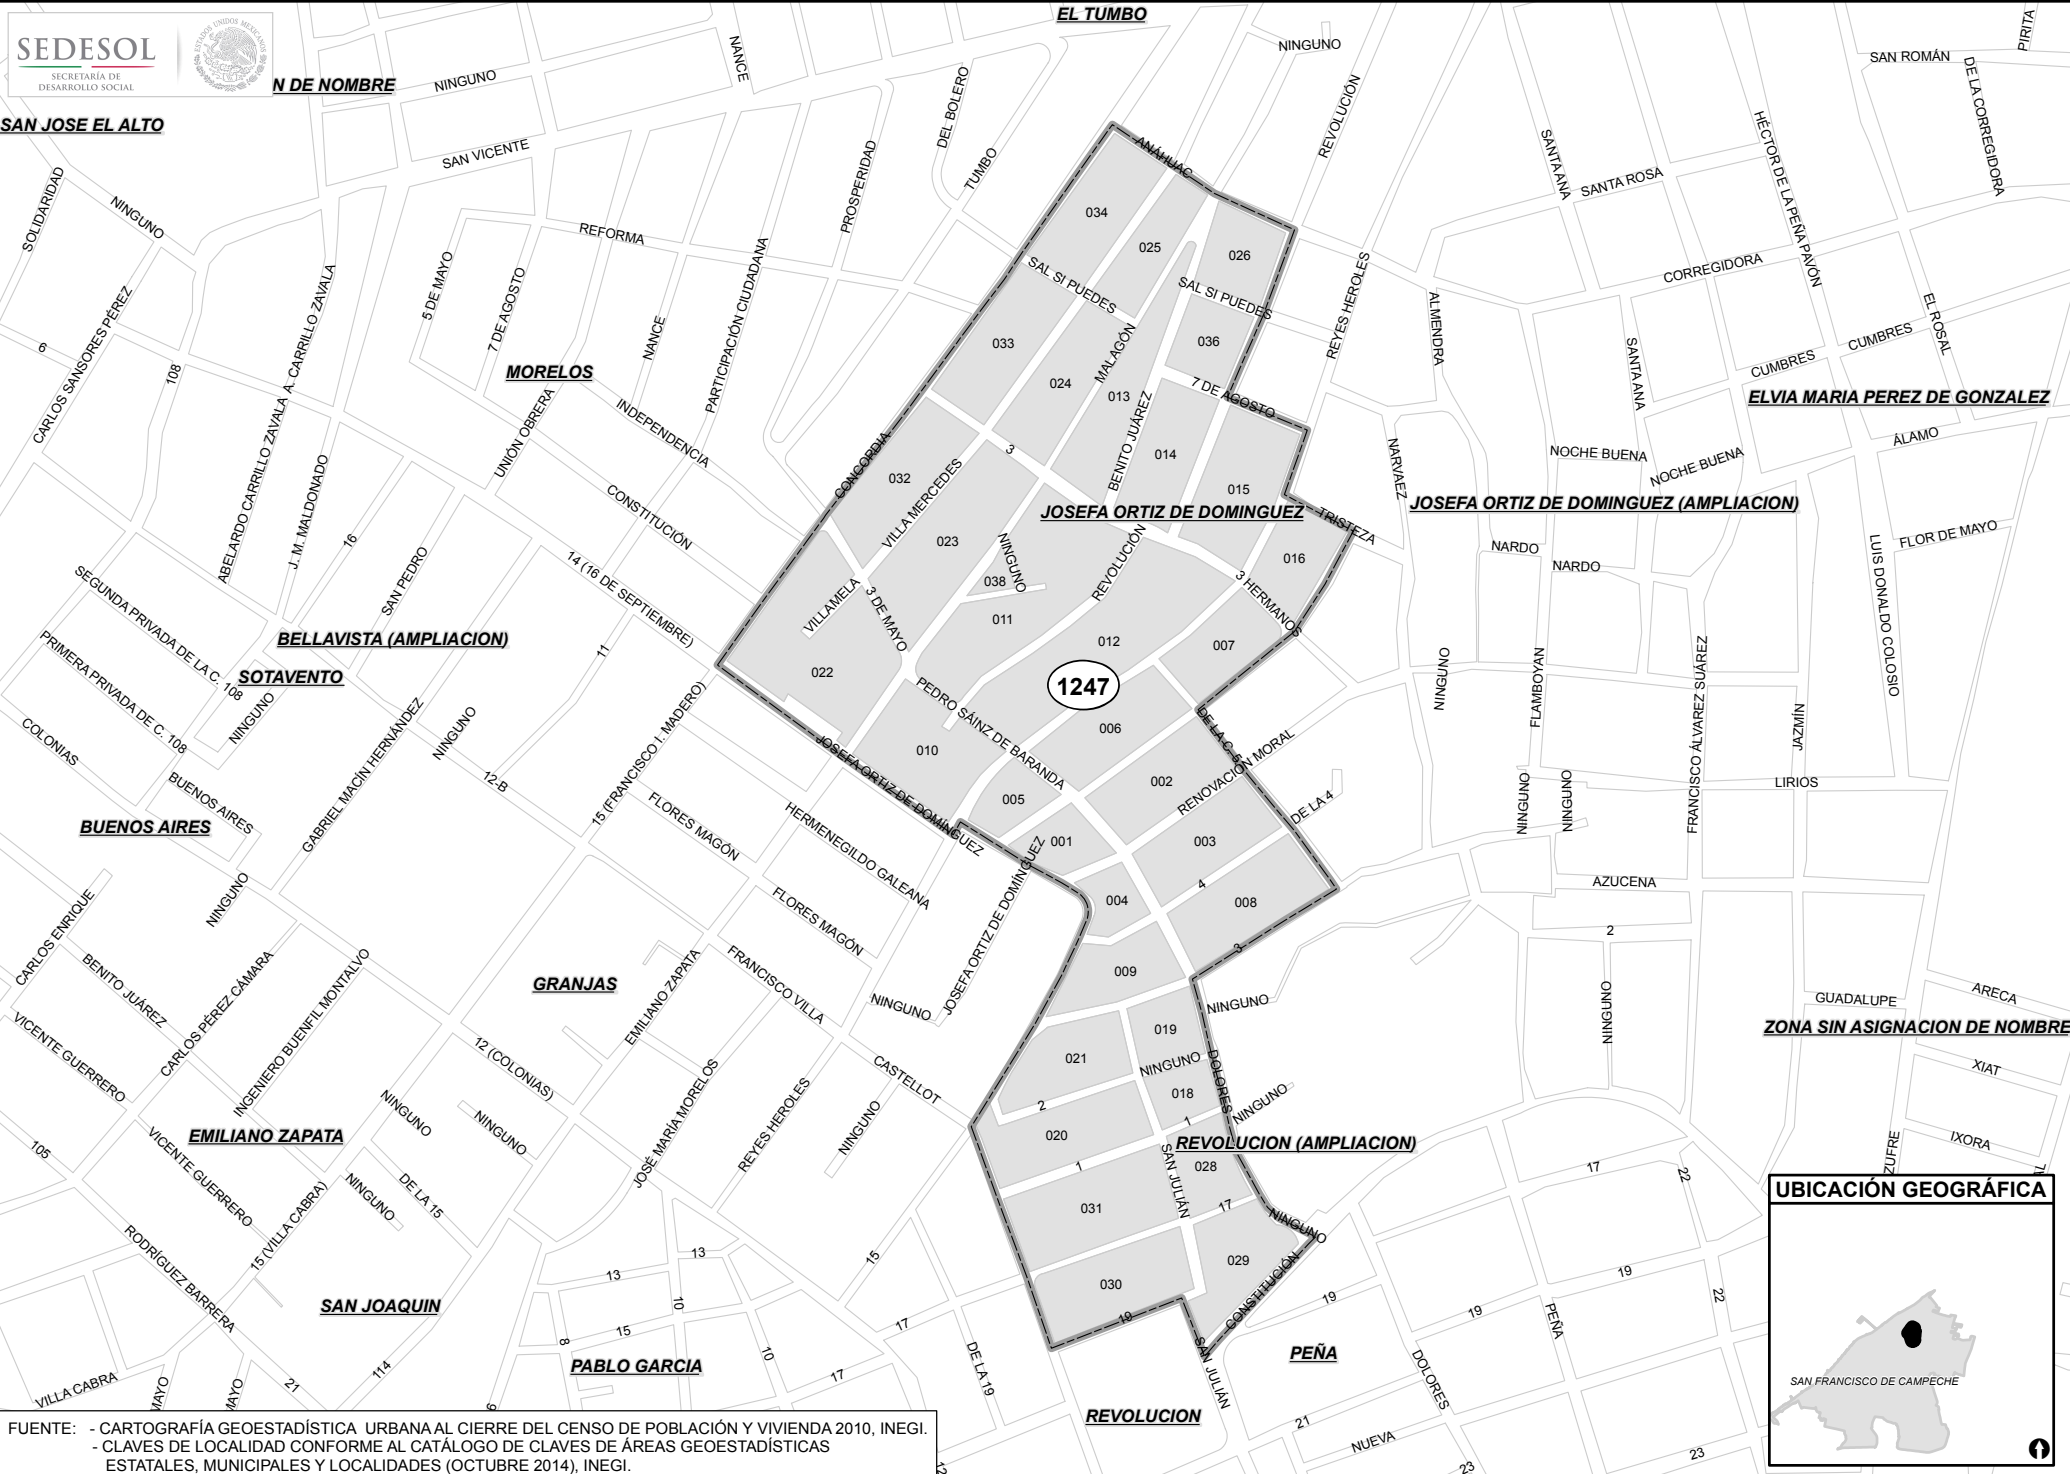 EL TUMBO
SEDESOL
SECRETARÍA DE
DESARROLLO SOCIAL
ESTADOS UNIDOS MEXICANOS
N DE NOMBRE
SAN JOSE EL ALTO
NINGUNO
NANCE
NINGUNO
SAN ROMÁN
PIRITA
DE LA CORREGIDORA
SAN VICENTE
DEL BOLERO
TUMBO
PROSPERIDAD
ANÁHUAC
REVOLUCIÓN
SANTA ANA
SANTA ROSA
HÉCTOR DE LA PEÑA PAVÓN
SOLIDARIDAD
NINGUNO
REFORMA
034
025
026
5 DE MAYO
7 DE AGOSTO
PARTICIPACIÓN CIUDADANA
SAL SI PUEDES
SAL SI PUEDES
REYES HEROLES
CORREGIDORA
ALMENDRA
EL ROSAL
CARLOS SANSORES PÉREZ
6
108
ABELARDO CARRILLO ZAVALA A. CARRILLO ZAVALA
NANCE
033
036
MALAGÓN
024
013
SANTA ANA
CUMBRES
CUMBRES
MORELOS
UNIÓN OBRERA
INDEPENDENCIA
7 DE AGOSTO
BENITO JUÁREZ
ELVIA MARIA PEREZ DE GONZALEZ
ÁLAMO
CONCORDIA
3
014
NARVAEZ
NOCHE BUENA
NOCHE BUENA
032
VILLA MERCEDES
015
J. M. MALDONADO
16
CONSTITUCIÓN
JOSEFA ORTIZ DE DOMINGUEZ
TRISTEZA
JOSEFA ORTIZ DE DOMINGUEZ (AMPLIACION)
FLOR DE MAYO
LUIS DONALDO COLOSIO
023
NINGUNO
038
REVOLUCIÓN
016
NARDO
NARDO
SEGUNDA PRIVADA DE LA C. 108
SAN PEDRO
14 (16 DE SEPTIEMBRE)
VILLAMELA
3 DE MAYO
011
3 HERMANOS
PRIMERA PRIVADA DE C. 108
BELLAVISTA (AMPLIACION)
11
012
007
SOTAVENTO
022
1247
NINGUNO
FLAMBOYAN
FRANCISCO ÁLVAREZ SUÁREZ
NINGUNO
GABRIEL MACÍN HERNÁNDEZ
NINGUNO
15 (FRANCISCO I. MADERO)
PEDRO SÁINZ DE BARANDA
COLONIAS
010
006
DE LA C. 5
RENOVACIÓN MORAL
JAZMÍN
12-B
JOSEFA ORTIZ DE DOMÍNGUEZ
002
LIRIOS
BUENOS AIRES
FLORES MAGÓN
HERMENEGILDO GALEANA
005
DE LA 4
NINGUNO
NINGUNO
BUENOS AIRES
001
003
NINGUNO
FLORES MAGÓN
JOSEFA ORTIZ DE DOMÍNGUEZ
4
004
008
AZUCENA
CARLOS ENRIQUE
BENITO JUÁREZ
CARLOS PÉREZ CÁMARA
INGENIERO BUENFIL MONTALVO
FRANCISCO VILLA
3
2
GRANJAS
EMILIANO ZAPATA
NINGUNO
009
NINGUNO
NINGUNO
GUADALUPE
ARECA
VICENTE GUERRERO
12 (COLONIAS)
019
DOLORES
ZONA SIN ASIGNACION DE NOMBRE
CASTELLOT
021
NINGUNO
XIAT
NINGUNO
NINGUNO
JOSÉ MARÍA MORELOS
REYES HEROLES
NINGUNO
2
018
NINGUNO
EMILIANO ZAPATA
105
VICENTE GUERRERO
020
1
1
REVOLUCION (AMPLIACION)
IXORA
ZUFRE
AL
NINGUNO
DE LA 15
SAN JULIÁN
028
17
22
15 (VILLA CABRA)
031
17
NINGUNO
UBICACIÓN GEOGRÁFICA
RODRÍGUEZ BARRERA
13
13
15
029
CONSTITUCIÓN
19
19
19
22
SAN JOAQUIN
10
030
19
PEÑA
8
15
10
17
17
DE LA 19
SAN JULIÁN
PEÑA
DOLORES
PABLO GARCIA
SAN FRANCISCO DE CAMPECHE
VILLA CABRA
MAYO
MAYO
21
114
6
REVOLUCION
21
NUEVA
23
23
12
FUENTE: - CARTOGRAFÍA GEOESTADÍSTICA URBANA AL CIERRE DEL CENSO DE POBLACIÓN Y VIVIENDA 2010, INEGI.
- CLAVES DE LOCALIDAD CONFORME AL CATÁLOGO DE CLAVES DE ÁREAS GEOESTADÍSTICAS
ESTATALES, MUNICIPALES Y LOCALIDADES (OCTUBRE 2014), INEGI.